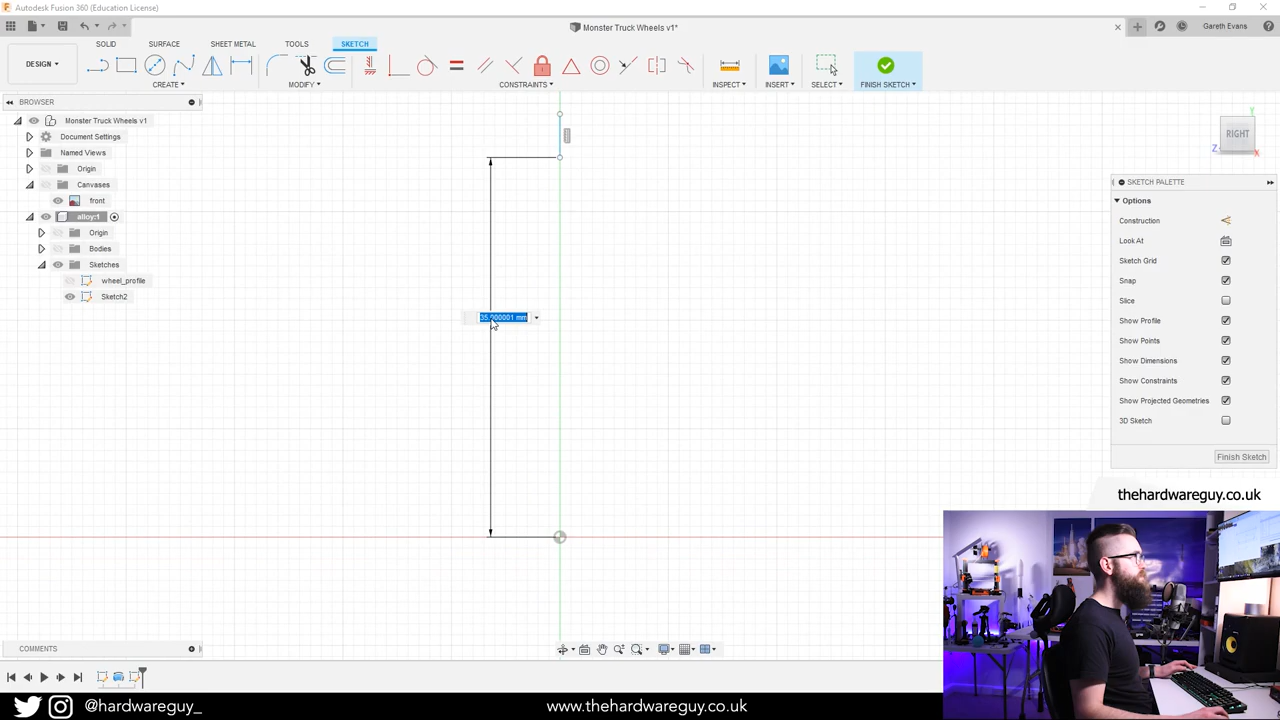 Autodesk Fusion 360 (Education License)
Monster Truck Wheels v1*
Gareth Evans
SOLID
SURFACE
SHEET METAL
TOOLS
SKETCH
DESIGN
CREATE
MODIFY
CONSTRAINTS
INSPECT
INSERT
SELECT
FINISH SKETCH
BROWSER
Monster Truck Wheels v1
Document Settings
Named Views
Origin
Canvases
front
alloy:1
Origin
Bodies
Sketches
wheel_profile
Sketch2
35.000001 mm
Y
RIGHT
Z
X
SKETCH PALETTE
Options
Construction
Look At
Sketch Grid
Snap
Slice
Show Profile
Show Points
Show Dimensions
Show Constraints
Show Projected Geometries
3D Sketch
Finish Sketch
thehardwareguy.co.uk
COMMENTS
@hardwareguy_
www.thehardwareguy.co.uk